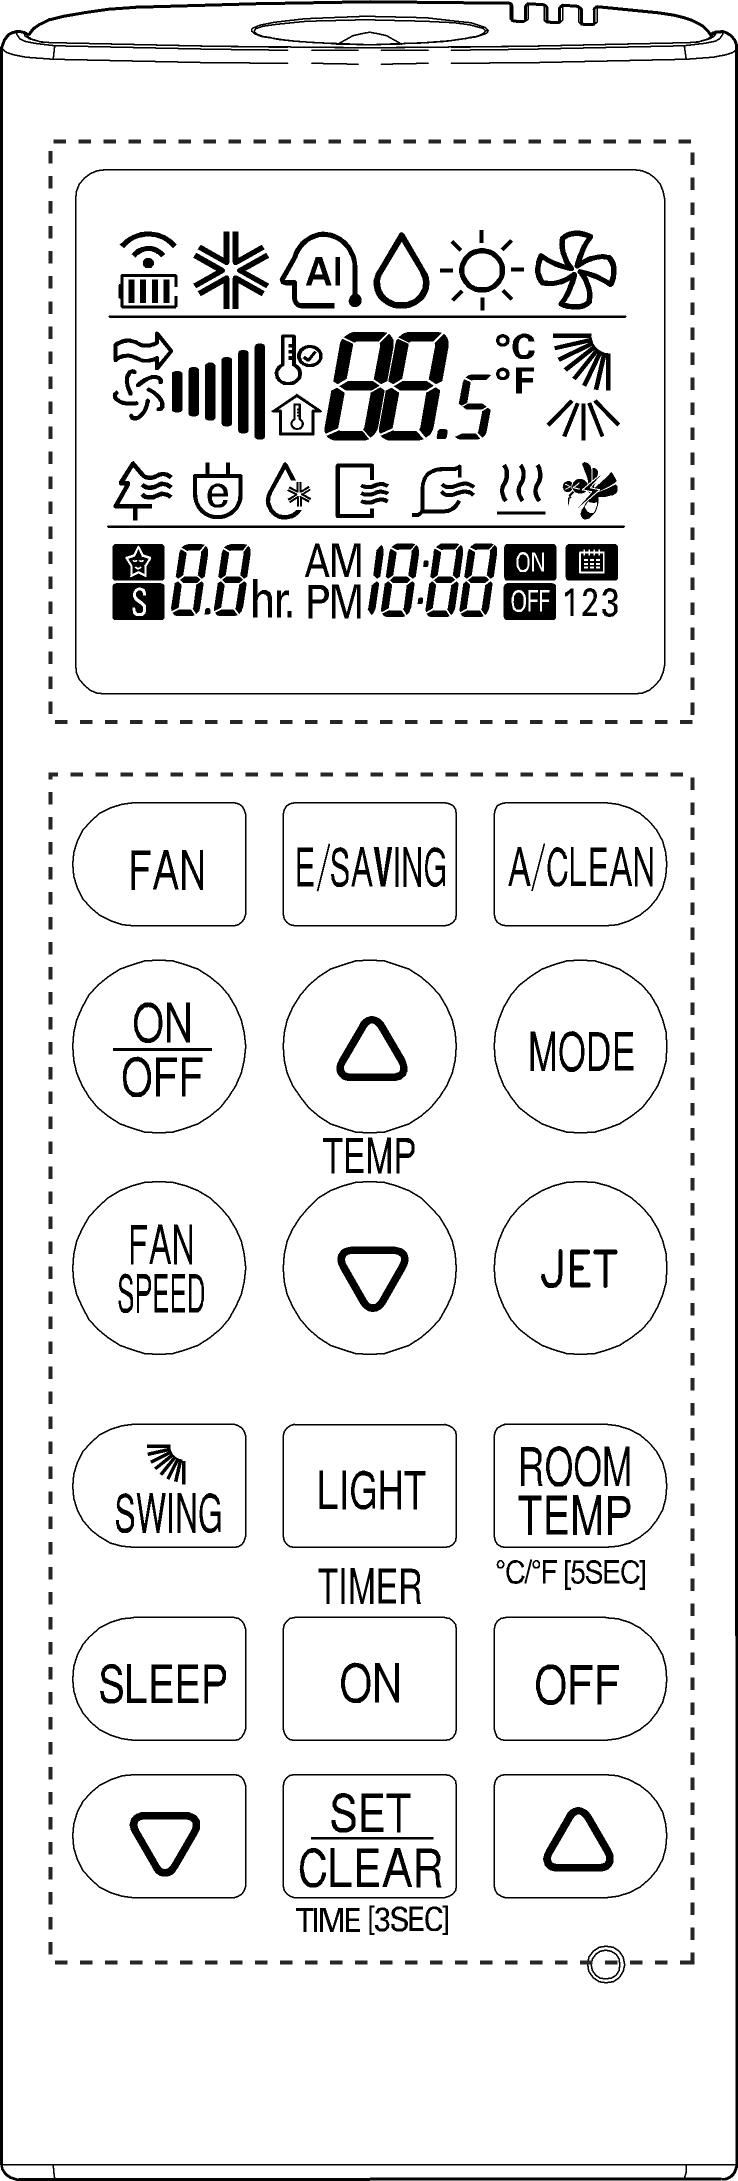 AI
88.5 °C
°F
e
8.8hr. AM 18:88 ON
S PM OFF 123
FAN E/SAVING A/CLEAN
ON
OFF
MODE
TEMP
FAN
SPEED
JET
SWING
LIGHT
ROOM
TEMP
°C/°F [5SEC]
TIMER
SLEEP ON OFF
SET
CLEAR
TIME [3SEC]